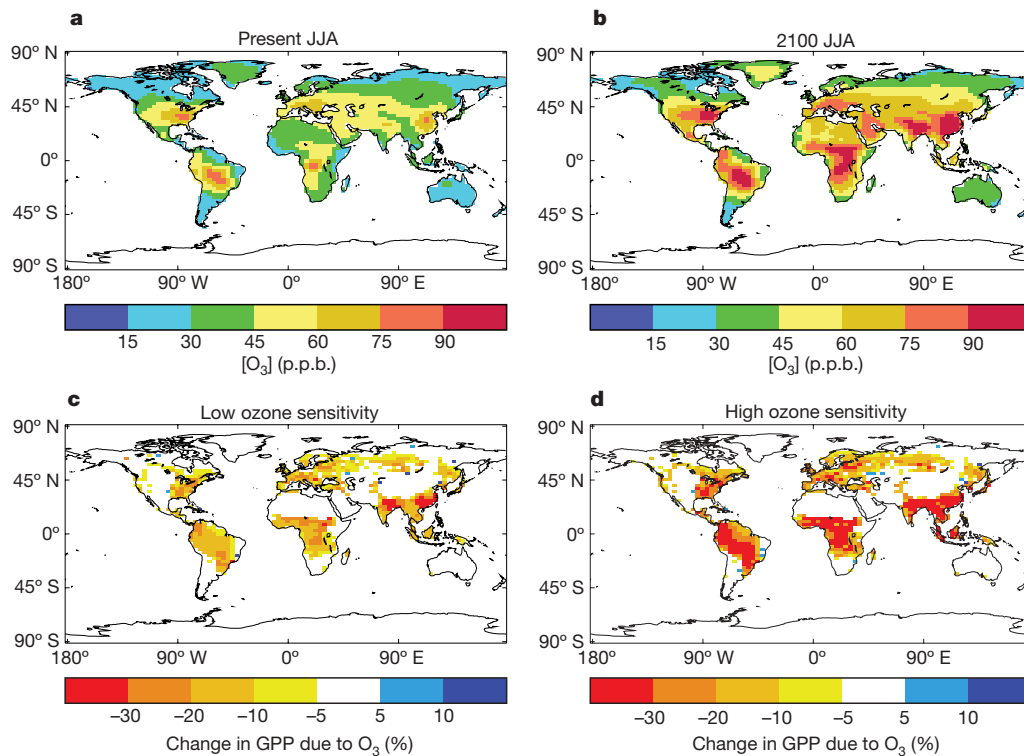 a
Present JJA
90° N
45° N
0°
45° S
90° S
180°
90° W
0°
90° E
15 30 45 60 75 90
[O3] (p.p.b.)
b
2100 JJA
90° N
45° N
0°
45° S
90° S
180°
90° W
0°
90° E
15 30 45 60 75 90
[O3] (p.p.b.)
c
Low ozone sensitivity
90° N
45° N
0°
45° S
90° S
180°
90° W
0°
90° E
–30 –20 –10 –5 5 10
Change in GPP due to O3 (%)
d
High ozone sensitivity
90° N
45° N
0°
45° S
90° S
180°
90° W
0°
90° E
–30 –20 –10 –5 5 10
Change in GPP due to O3 (%)